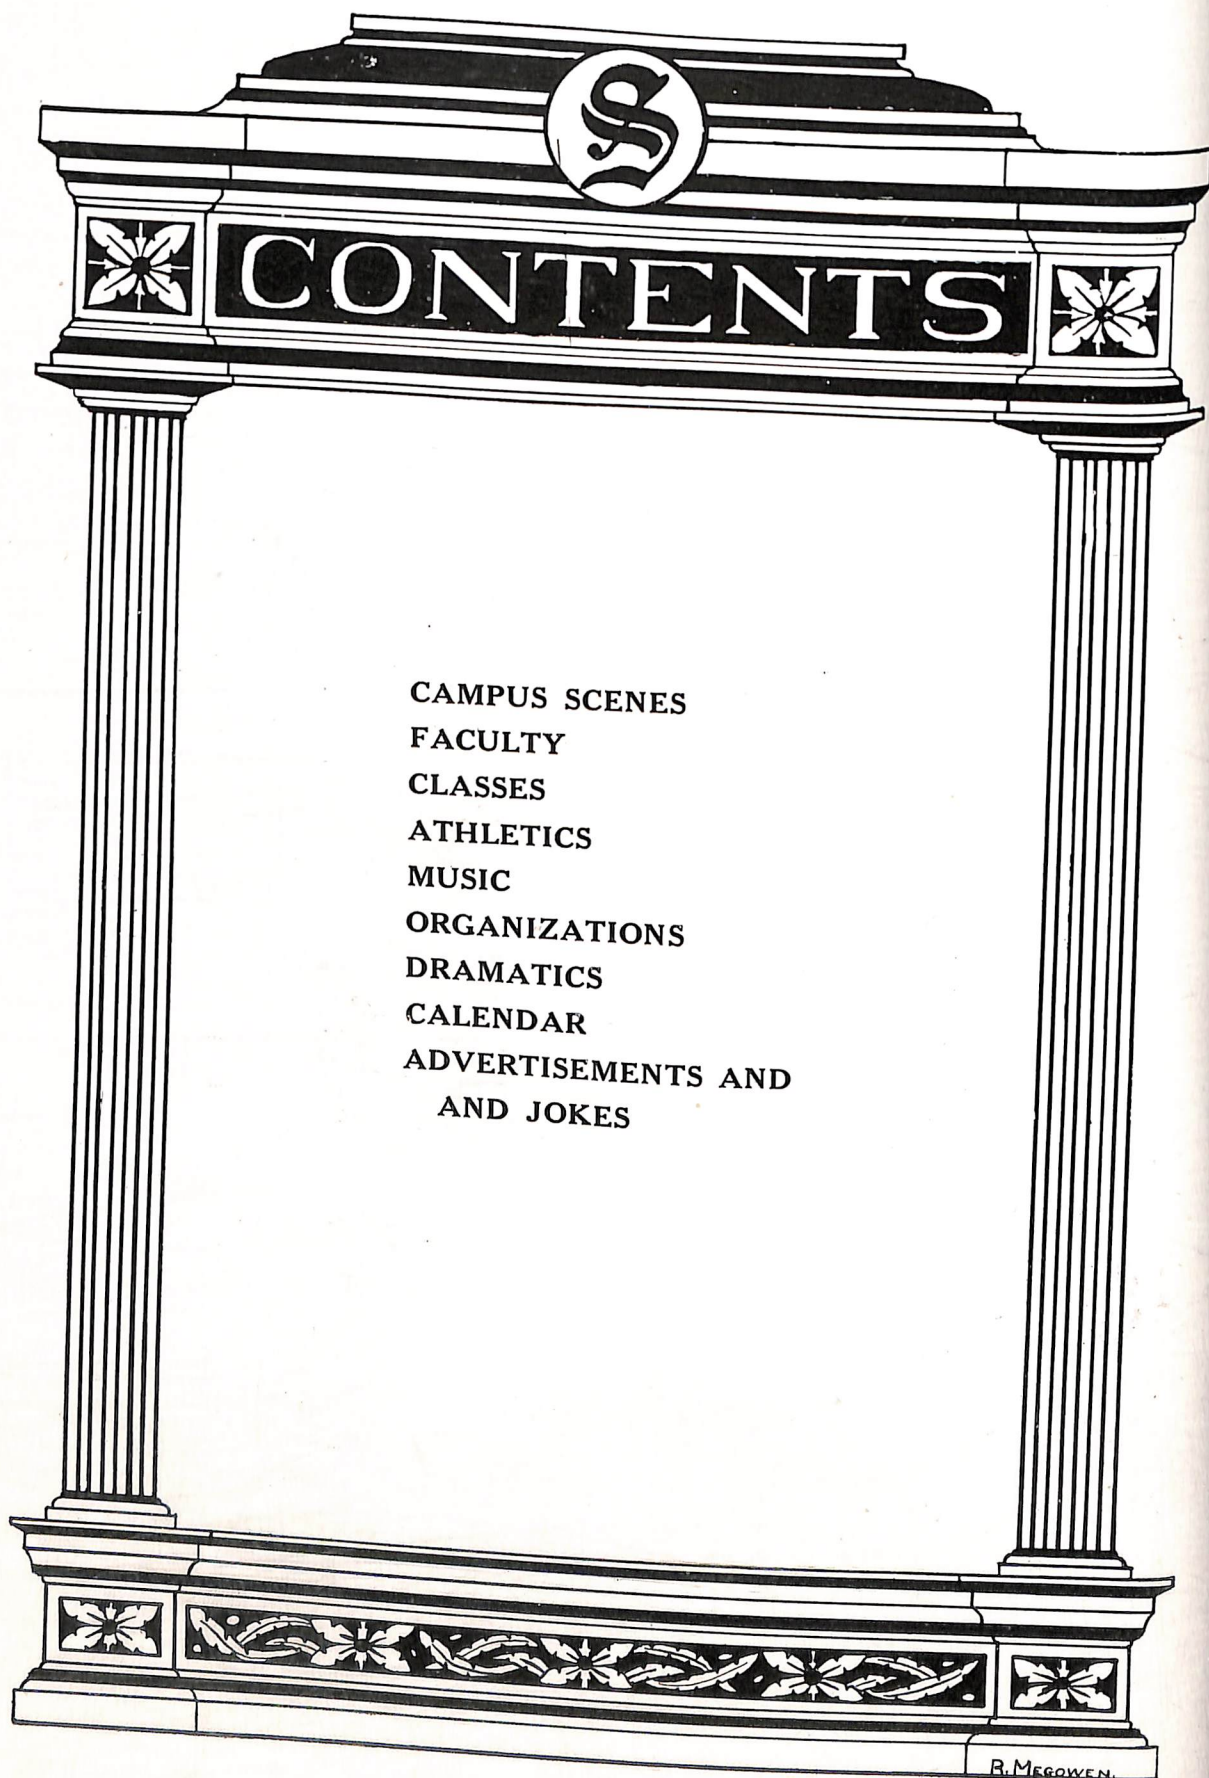 S
CONTENTS
CAMPUS SCENES
FACULTY
CLASSES
ATHLETICS
MUSIC
ORGANIZATIONS
DRAMATICS
CALENDAR
ADVERTISEMENTS AND
AND JOKES
R. MEGOWEN.